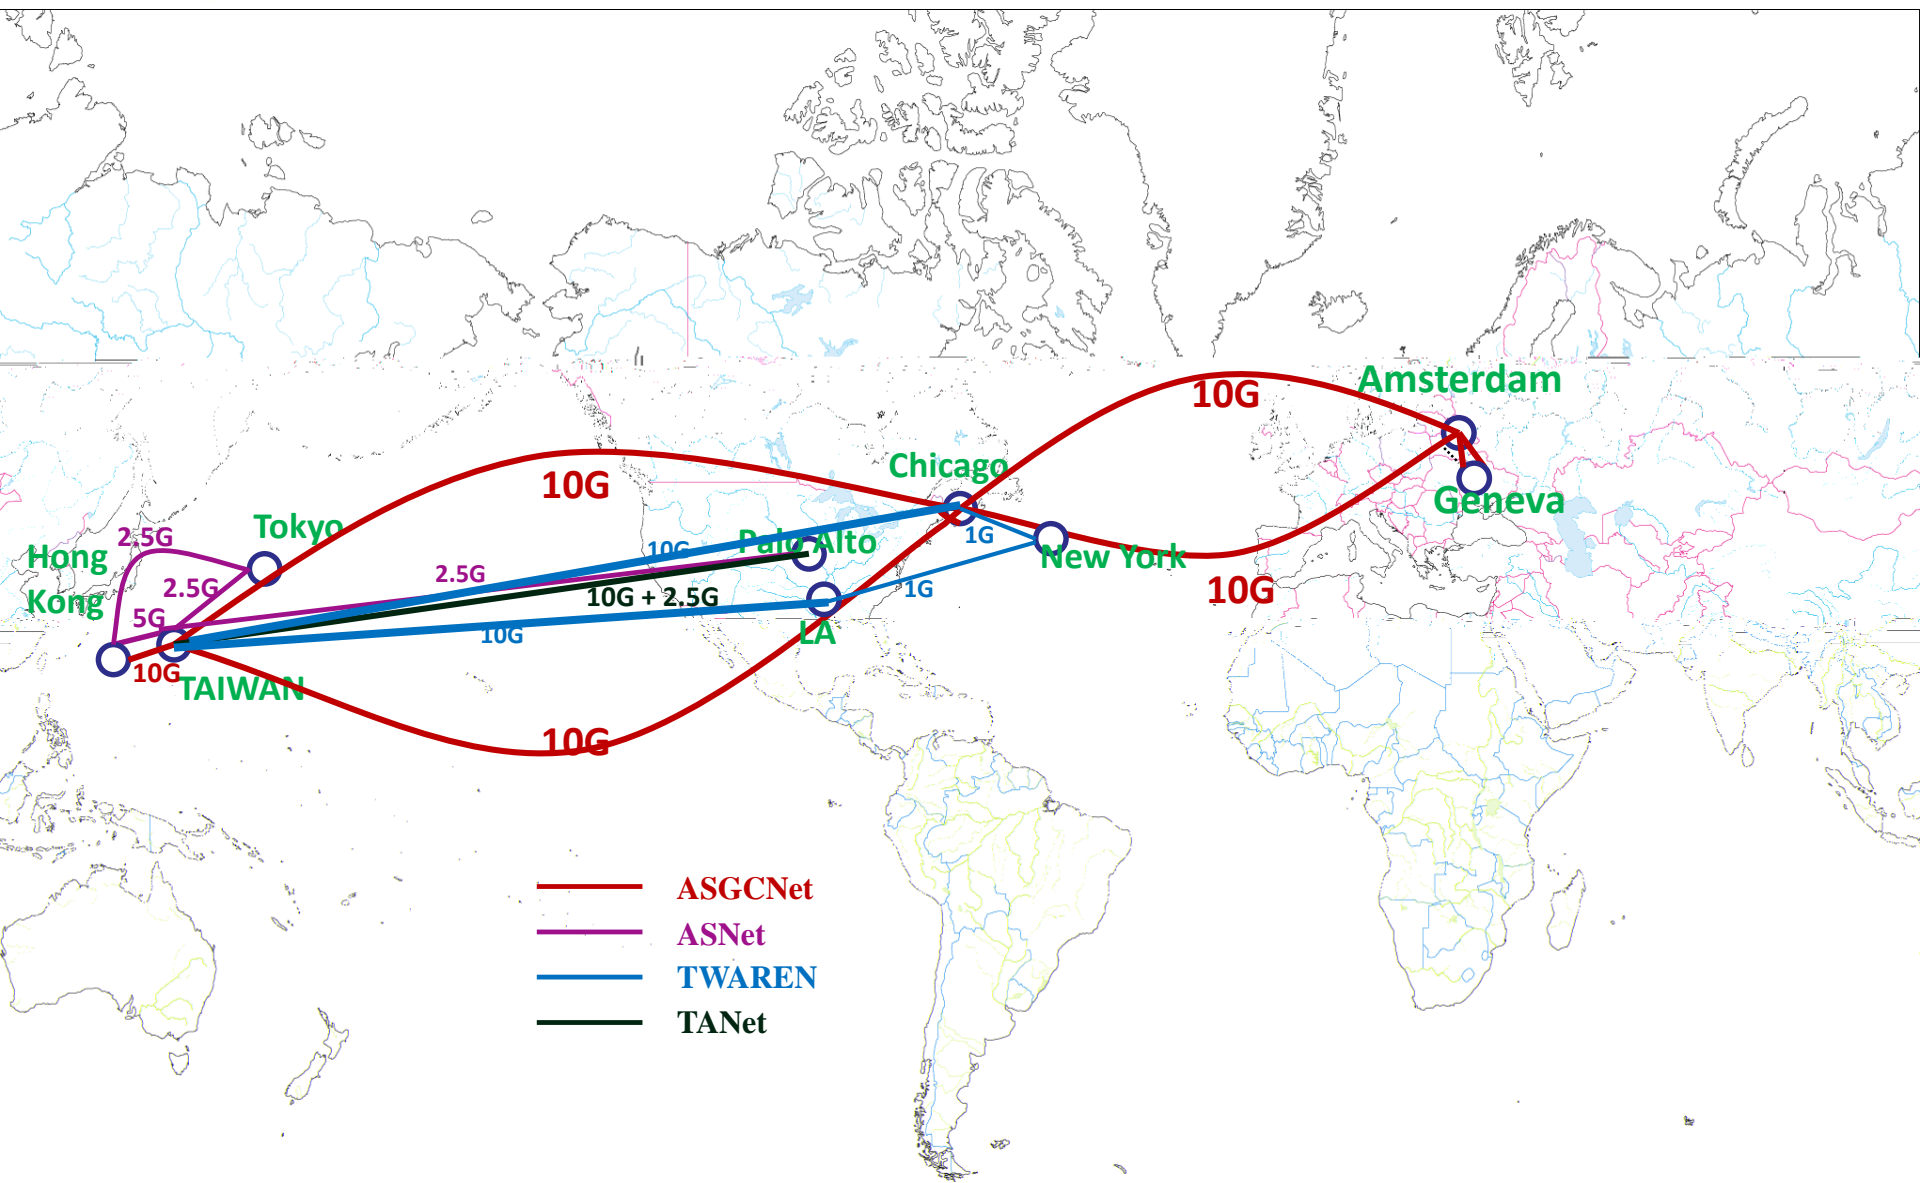 Amsterdam
10G
Chicago
10G
Geneva
Tokyo
2.5G
Hong
Kong
1G
Palo Alto
10G
New York
2.5G
2.5G
10G + 2.5G
1G
10G
5G
10G
LA
10G
TAIWAN
10G
ASGCNet
ASNet
TWAREN
TANet